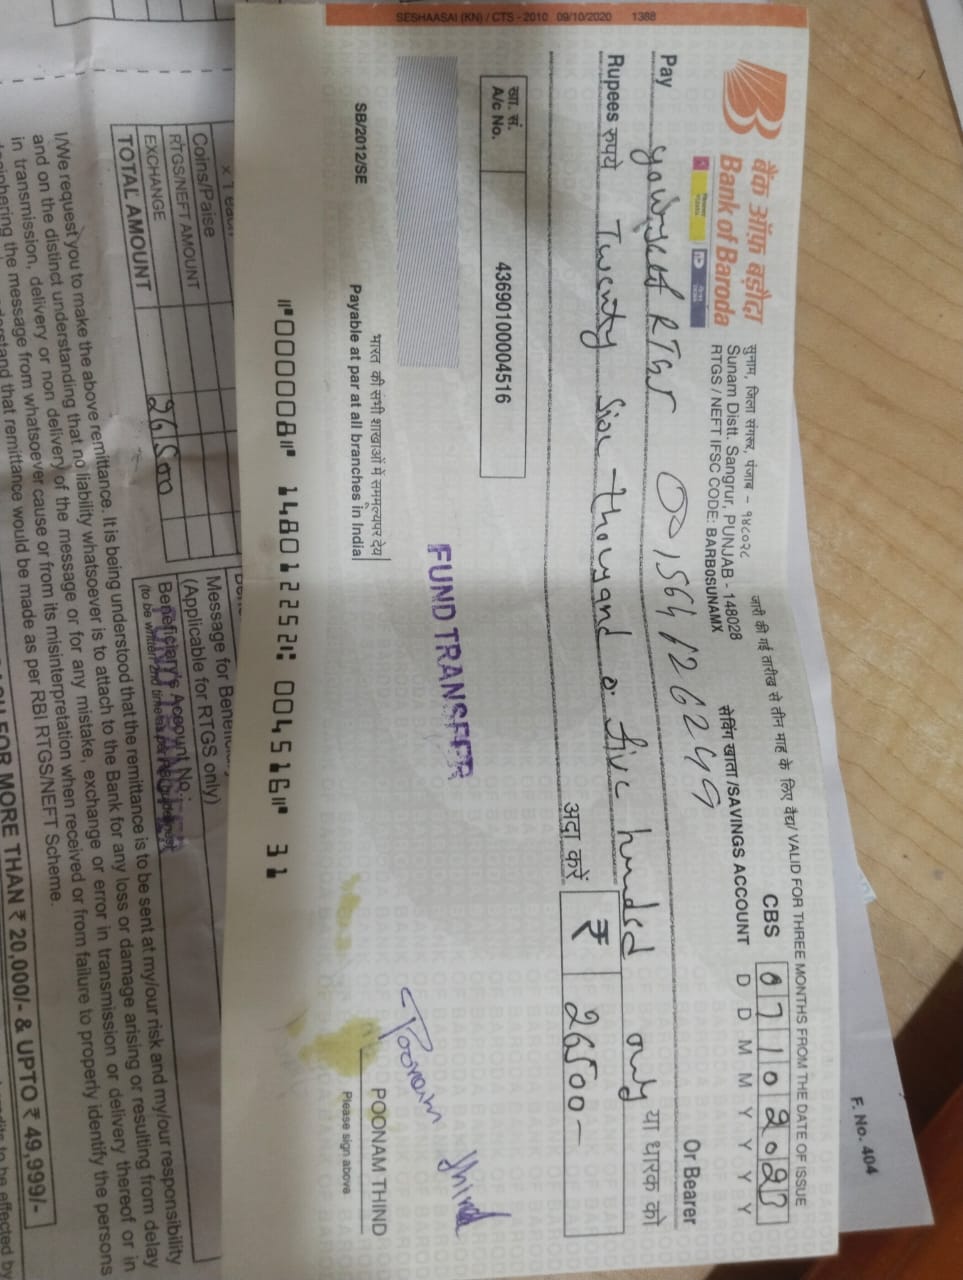 SESHAASAI (KN) / CTS - 2010 09/10/2020 1388
बैंक ऑफ़ बड़ौदा
Bank of Baroda
सुनाम, जिला संगरूर, पंजाब - १४८०२८
Sunam Distt. Sangrur, PUNJAB - 148028
RTGS / NEFT IFSC CODE: BARB0SUNAMX
जारी की गई तारीख से तीन माह के लिए वैध/ VALID FOR THREE MONTHS FROM THE DATE OF ISSUE
सेविंग खाता /SAVINGS ACCOUNT
CBS
D D M M Y Y Y Y
Pay RTGS
Or Bearer
या धारक को
Rupees रुपये Twenty Six thousand five hunded only
अदा करें ₹ 26500-
खा. सं.
A/c No. 43690100004516
FUND TRANSFER
भारत की सभी शाखाओं में सममूल्यपर देय
SB/2012/SE Payable at par at all branches in India
Poonam Thind
POONAM THIND
Please sign above
⑈000008⑈ 148012252⑆ 004516⑈ 31
F. No. 404
Coins/Paise
RTGS/NEFT AMOUNT
EXCHANGE
TOTAL AMOUNT 26500
Message for
(Applicable for RTGS only)
Beneficiary's Account No.:
I/We request you to make the above remittance. It is being understood that the remittance is to be sent at my/our risk and my/our responsibility
and on the distinct understanding that no liability whatsoever is to attach to the Bank for any loss or damage arising or resulting from delay
in transmission, delivery or non delivery of the message or for any mistake, exchange or error in transmission or delivery thereof or in
deciphering the message from whatsoever cause or from its misinterpretation when received or from failure to properly identify the persons
that remittance would be made as per RBI RTGS/NEFT Scheme.
FOR MORE THAN ₹ 20,000/- & UPTO ₹ 49,999/-